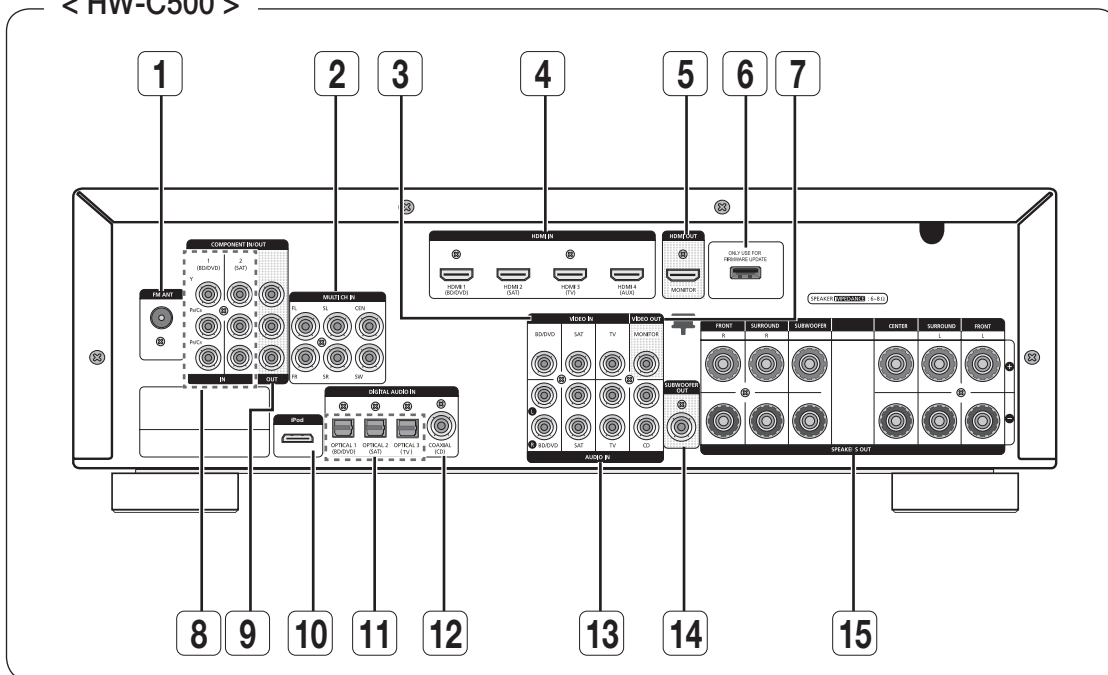 < HW-C500 >
1 2 3 4 5 6 7
HDMI IN
HDMI OUT
ONLY USE FOR
FIRMWARE UPDATE
HDMI 1
(BD/DVD)
HDMI 2
(SAT)
HDMI 3
(TV)
HDMI 4
(AUX)
MONITOR
COMPONENT IN/OUT
1
(BD/DVD)
2
(SAT)
Y
PB/CB
PR/CR
IN
OUT
FM ANT
MULTI CH IN
FL SL CEN
FR SR SW
SPEAKER IMPEDANCE : 6~8Ω
VIDEO IN
VIDEO OUT
BD/DVD SAT TV MONITOR
L
R
BD/DVD SAT TV CD
AUDIO IN
SUBWOOFER
OUT
FRONT SURROUND SUBWOOFER CENTER SURROUND FRONT
R R L L
SPEAKERS OUT
iPod
DIGITAL AUDIO IN
OPTICAL 1
(BD/DVD)
OPTICAL 2
(SAT)
OPTICAL 3
(TV)
COAXIAL
(CD)
8 9 10 11 12 13 14 15